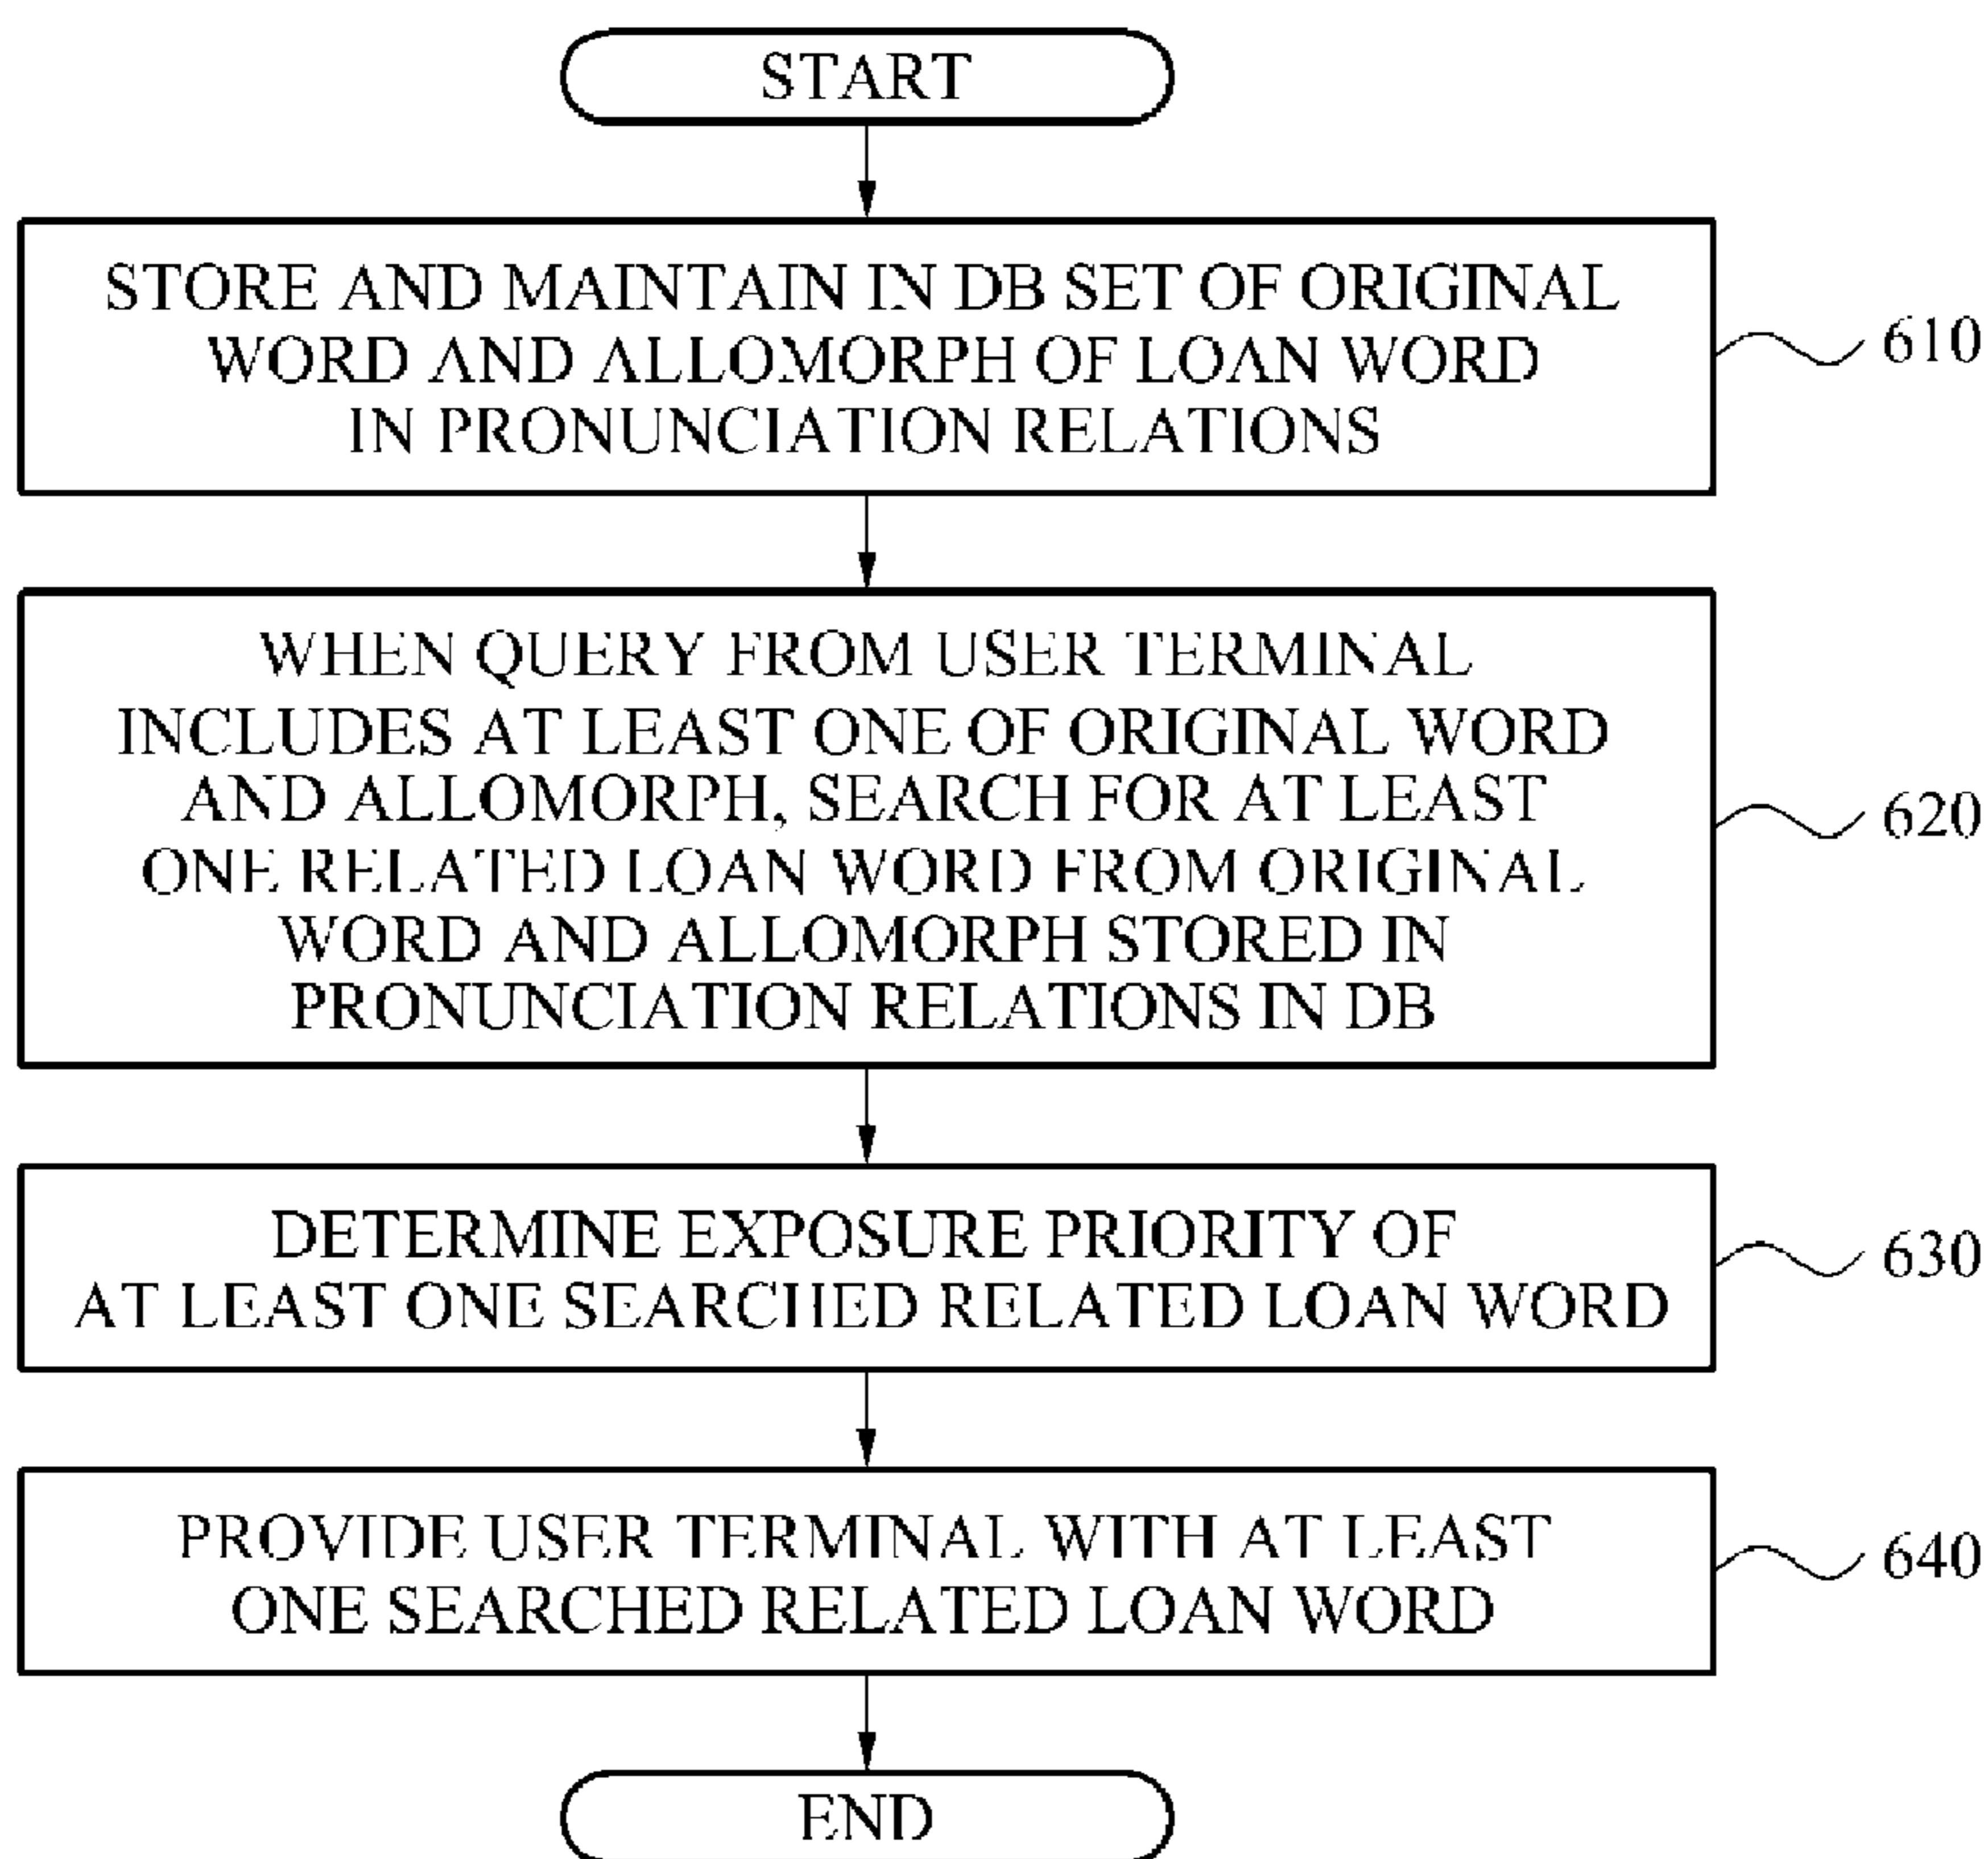 START
STORE AND MAINTAIN IN DB SET OF ORIGINAL
WORD AND ALLOMORPH OF LOAN WORD
IN PRONUNCIATION RELATIONS
610
WHEN QUERY FROM USER TERMINAL
INCLUDES AT LEAST ONE OF ORIGINAL WORD
AND ALLOMORPH, SEARCH FOR AT LEAST
ONE RELATED LOAN WORD FROM ORIGINAL
WORD AND ALLOMORPH STORED IN
PRONUNCIATION RELATIONS IN DB
620
DETERMINE EXPOSURE PRIORITY OF
AT LEAST ONE SEARCHED RELATED LOAN WORD
630
PROVIDE USER TERMINAL WITH AT LEAST
ONE SEARCHED RELATED LOAN WORD
640
END